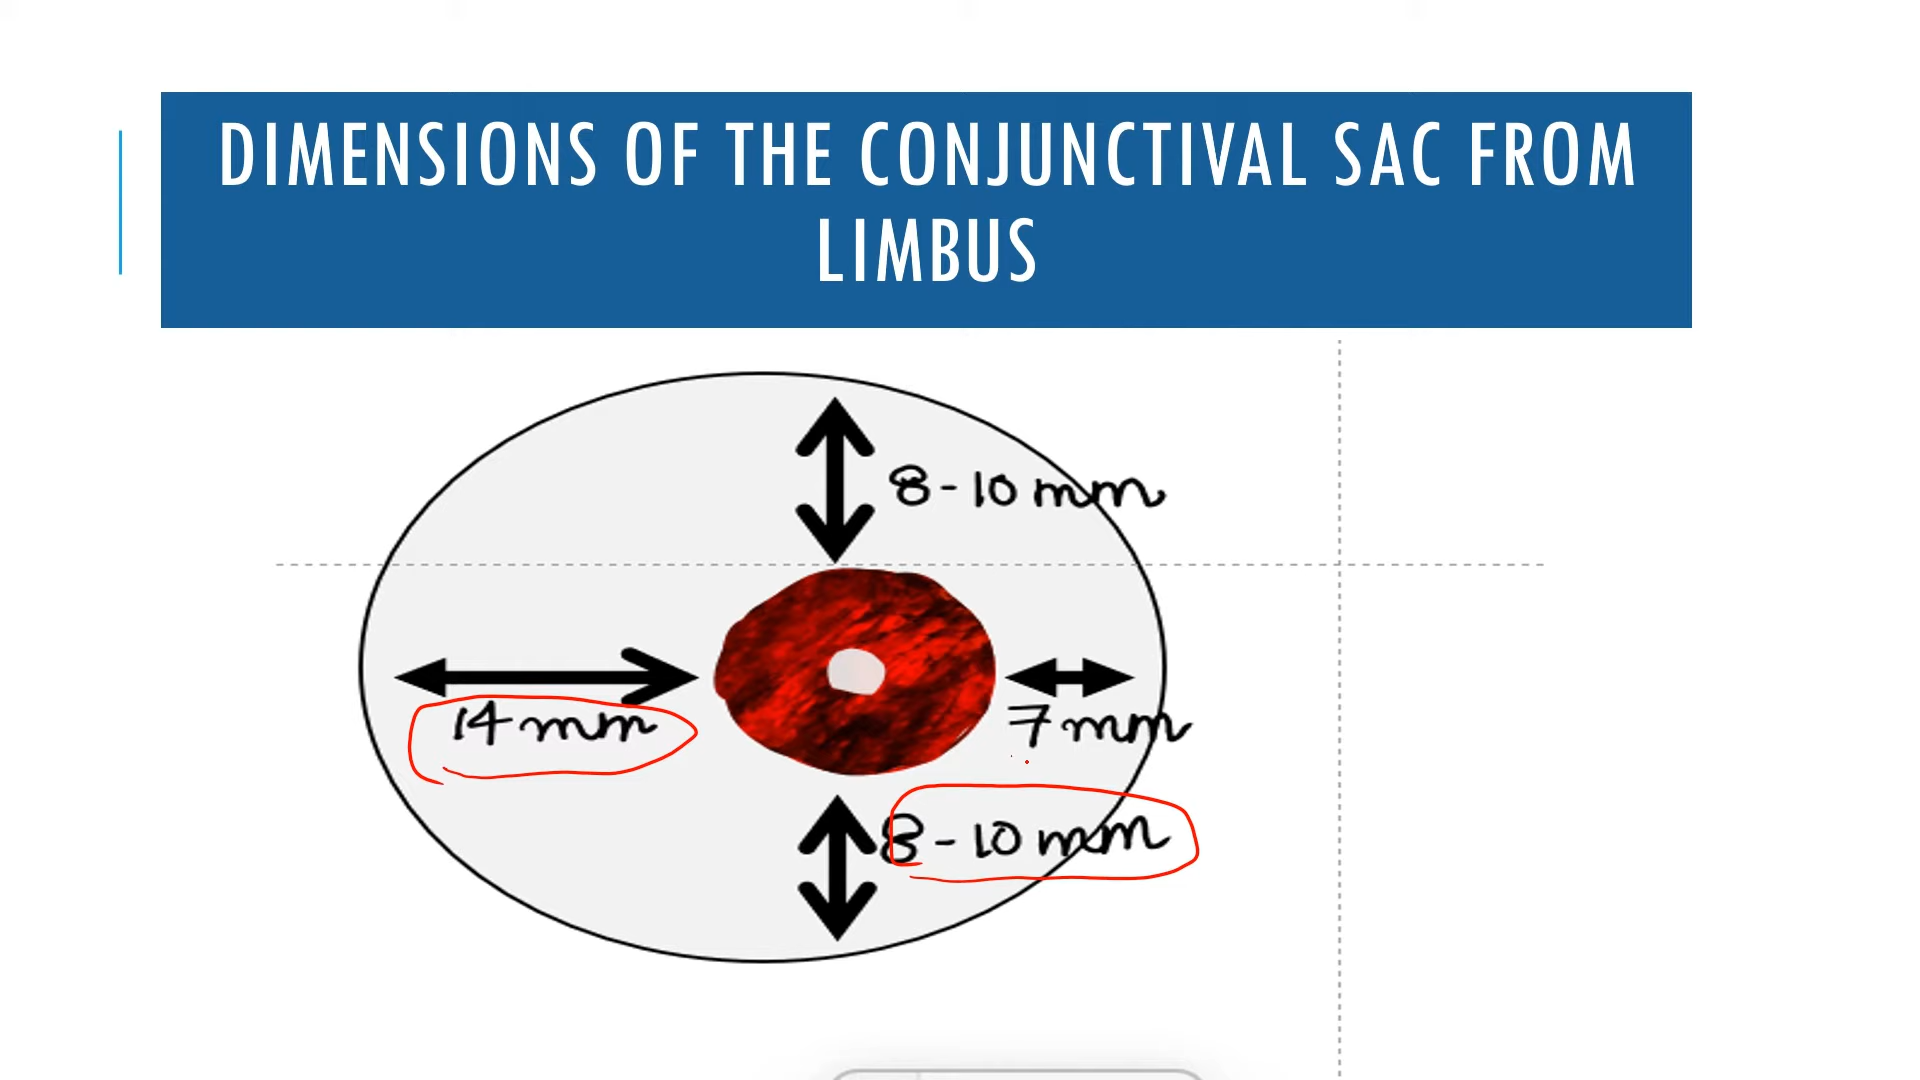 DIMENSIONS OF THE CONJUNCTIVAL SAC FROM
LIMBUS
8-10 mm
14 mm
7 mm
8-10 mm